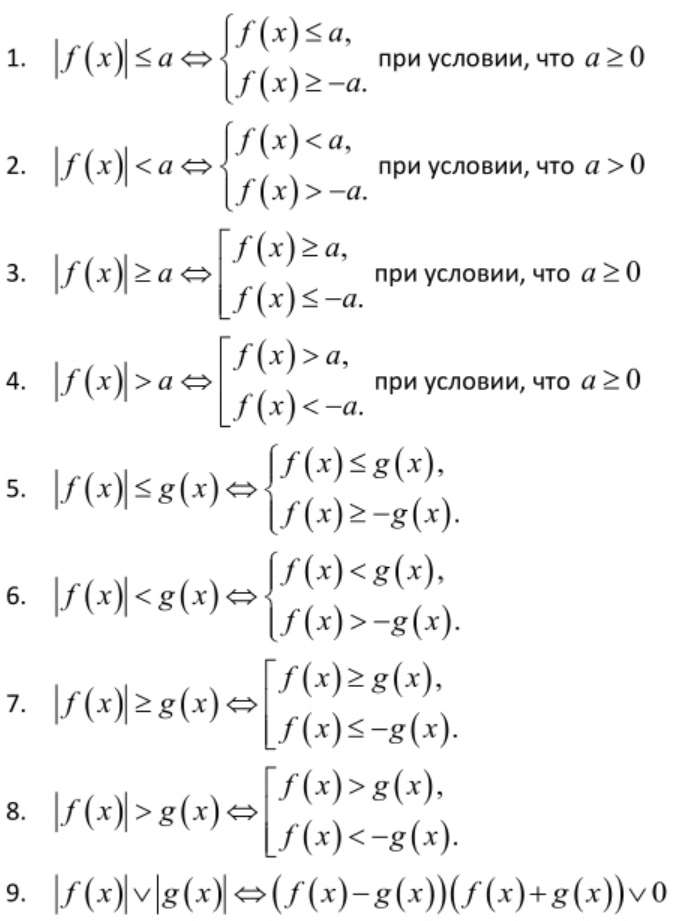 1. |f(x)| ≤ a ⇔ { f(x) ≤ a, f(x) ≥ −a. при условии, что a ≥ 0
2. |f(x)| < a ⇔ { f(x) < a, f(x) > −a. при условии, что a > 0
3. |f(x)| ≥ a ⇔ [ f(x) ≥ a, f(x) ≤ −a. при условии, что a ≥ 0
4. |f(x)| > a ⇔ [ f(x) > a, f(x) < −a. при условии, что a ≥ 0
5. |f(x)| ≤ g(x) ⇔ { f(x) ≤ g(x), f(x) ≥ −g(x).
6. |f(x)| < g(x) ⇔ { f(x) < g(x), f(x) > −g(x).
7. |f(x)| ≥ g(x) ⇔ [ f(x) ≥ g(x), f(x) ≤ −g(x).
8. |f(x)| > g(x) ⇔ [ f(x) > g(x), f(x) < −g(x).
9. |f(x)| ∨ |g(x)| ⇔ (f(x) − g(x))(f(x) + g(x)) ∨ 0